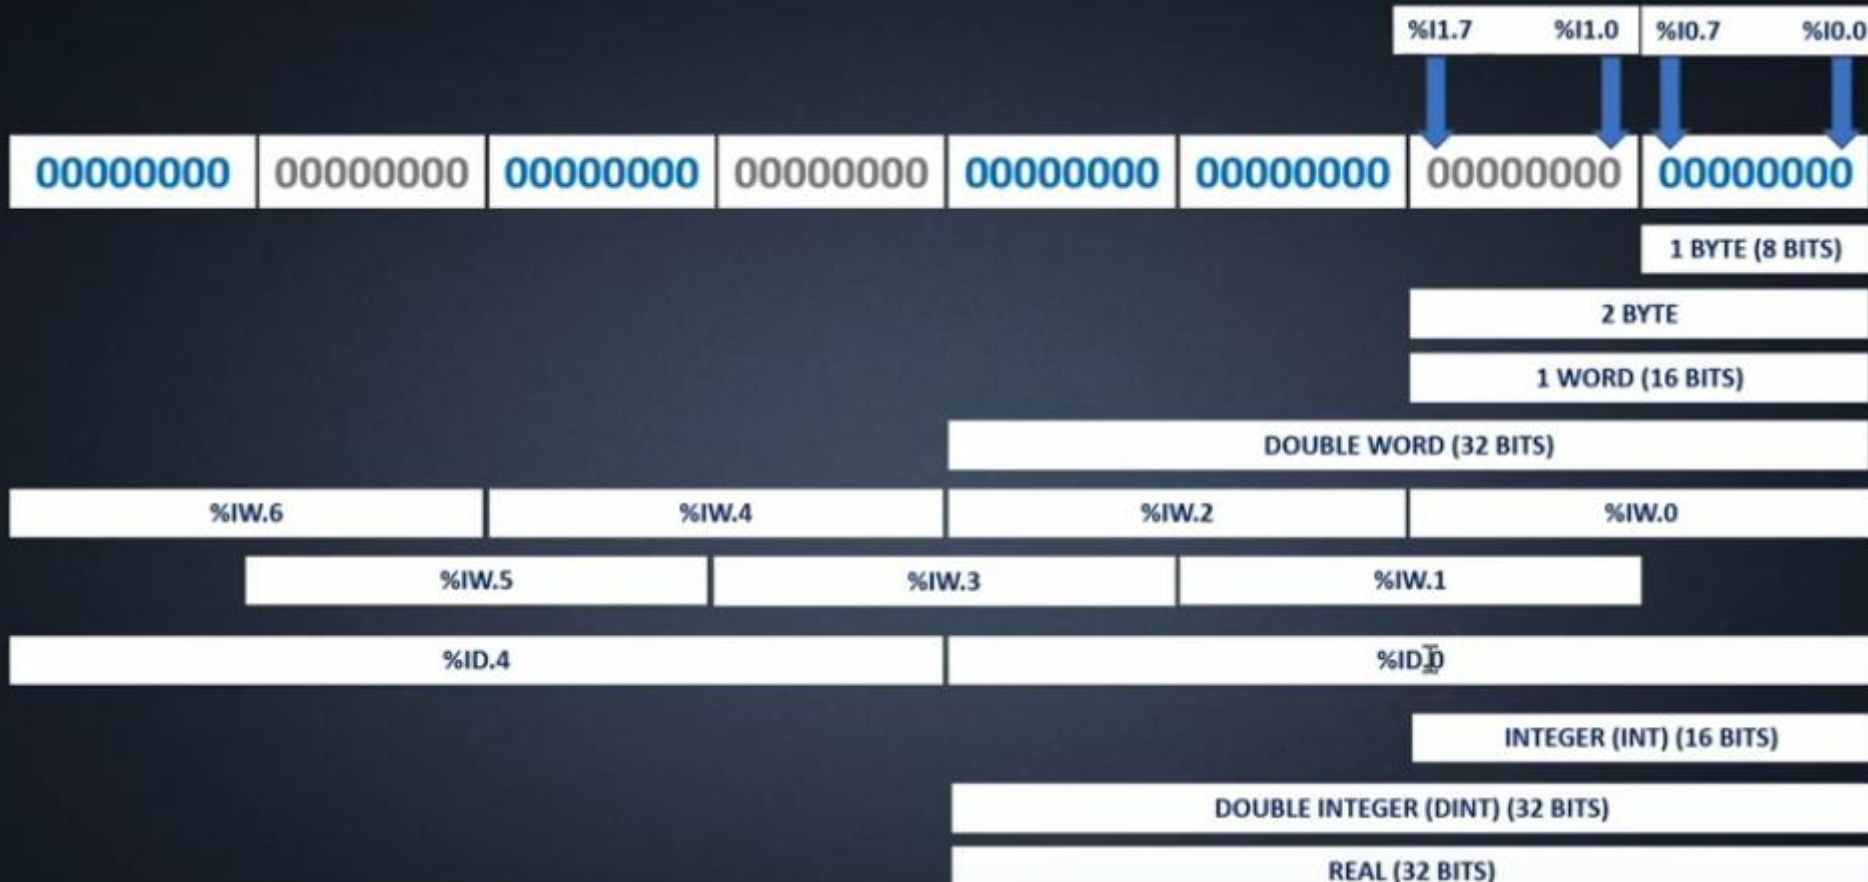 %I1.7 %I1.0 %I0.7 %I0.0
00000000 00000000 00000000 00000000 00000000 00000000 00000000 00000000
1 BYTE (8 BITS)
2 BYTE
1 WORD (16 BITS)
DOUBLE WORD (32 BITS)
%IW.6 %IW.4 %IW.2 %IW.0
%IW.5 %IW.3 %IW.1
%ID.4 %ID.0
INTEGER (INT) (16 BITS)
DOUBLE INTEGER (DINT) (32 BITS)
REAL (32 BITS)